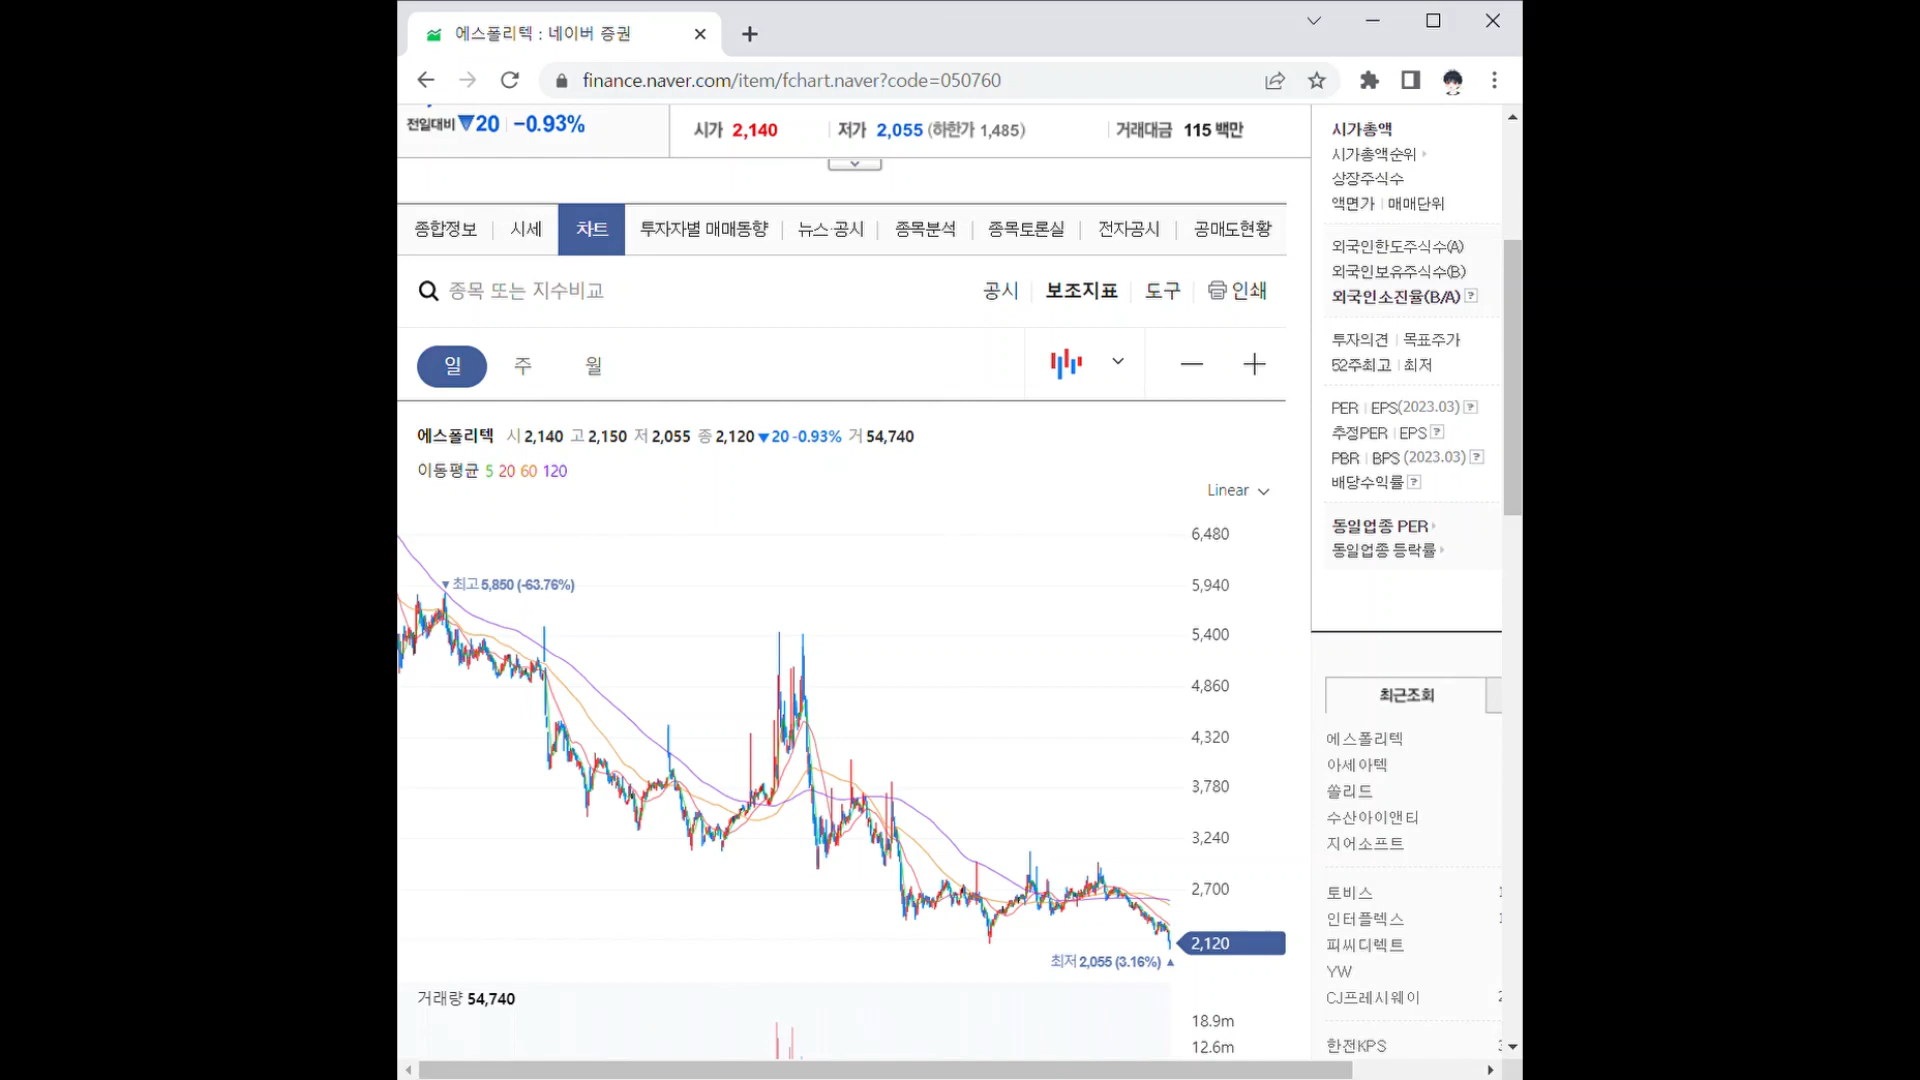 에스폴리텍 : 네이버 증권
finance.naver.com/item/fchart.naver?code=050760
전일대비 ▼20 | -0.93%
시가 2,140
저가 2,055 (하한가 1,485)
거래대금 115 백만
종합정보
시세
차트
투자자별 매매동향
뉴스·공시
종목분석
종목토론실
전자공시
공매도현황
종목 또는 지수비교
공시
보조지표
도구
인쇄
일
주
월
에스폴리텍 시 2,140 고 2,150 저 2,055 종 2,120 ▼20 -0.93% 거 54,740
이동평균 5 20 60 120
Linear
6,480
▼최고 5,850 (-63.76%)
5,940
5,400
4,860
4,320
3,780
3,240
2,700
2,120
최저 2,055 (3.16%) ▲
거래량 54,740
18.9m
12.6m
시가총액
시가총액순위
상장주식수
액면가 | 매매단위
외국인한도주식수(A)
외국인보유주식수(B)
외국인소진율(B/A) ?
투자의견 | 목표주가
52주최고 | 최저
PER | EPS(2023.03) ?
추정PER | EPS ?
PBR | BPS (2023.03) ?
배당수익률 ?
동일업종 PER
동일업종 등락률
최근조회
에스폴리텍
아세아텍
쏠리드
수산아이앤티
지어소프트
토비스
인터플렉스
피씨디렉트
YW
CJ프레시웨이
한전KPS